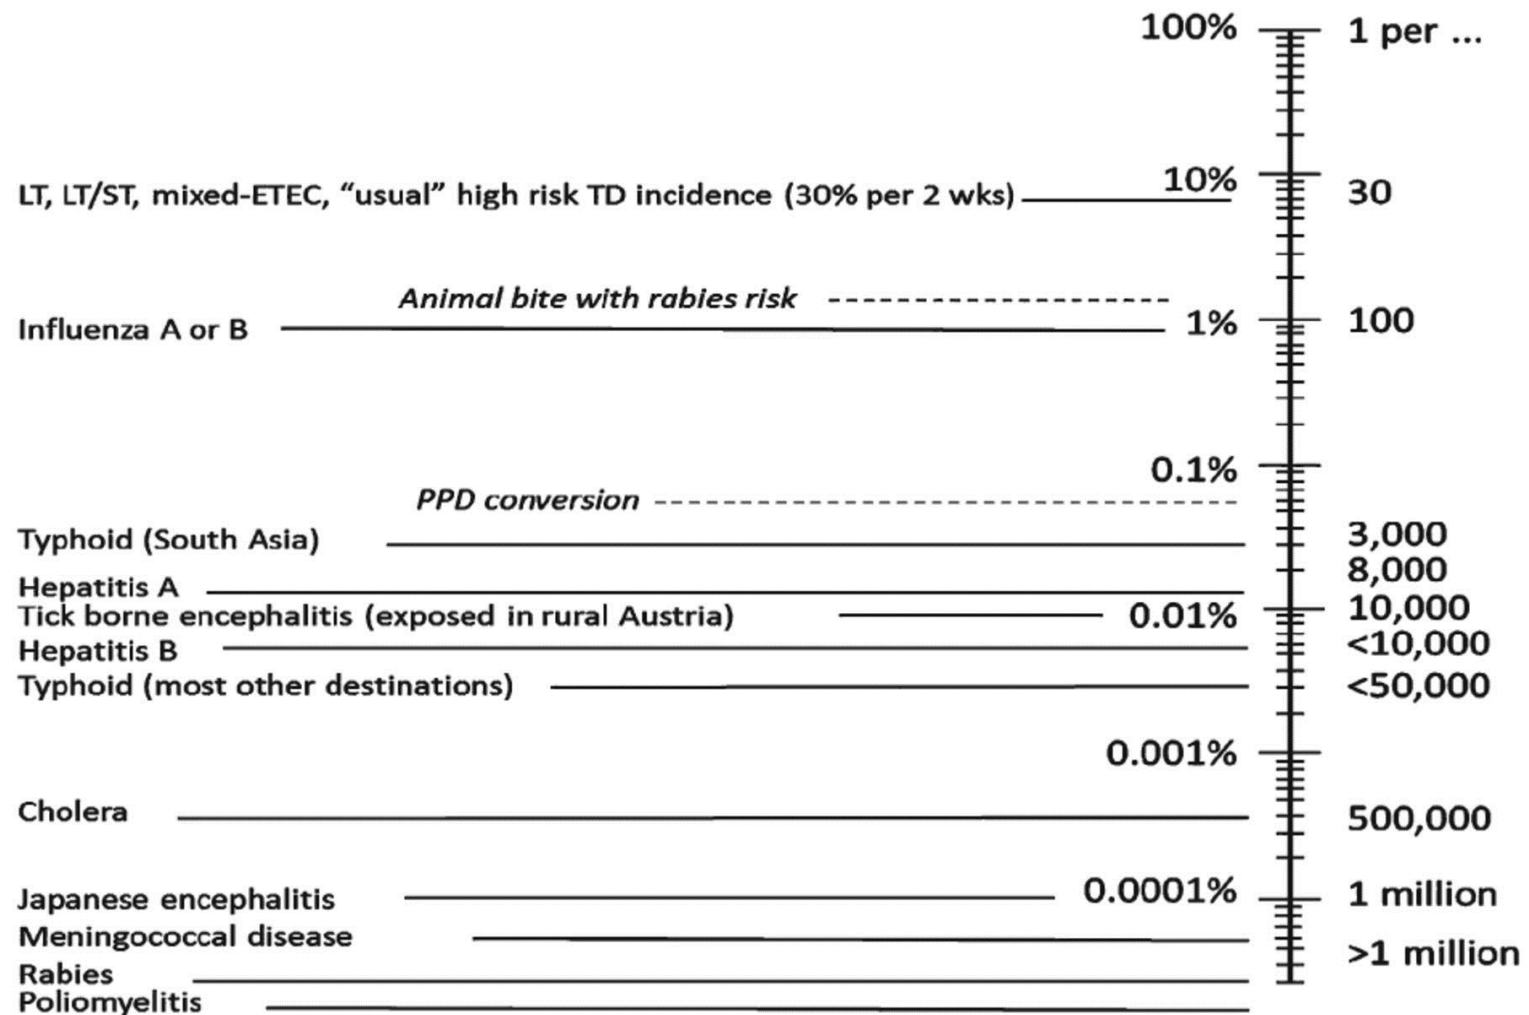 100% 1 per ...
LT, LT/ST, mixed-ETEC, “usual” high risk TD incidence (30% per 2 wks) 10% 30
Animal bite with rabies risk
Influenza A or B 1% 100
0.1%
PPD conversion
Typhoid (South Asia) 3,000
8,000
Hepatitis A
Tick borne encephalitis (exposed in rural Austria) 0.01% 10,000
Hepatitis B <10,000
Typhoid (most other destinations) <50,000
0.001%
Cholera 500,000
Japanese encephalitis 0.0001% 1 million
Meningococcal disease
>1 million
Rabies
Poliomyelitis